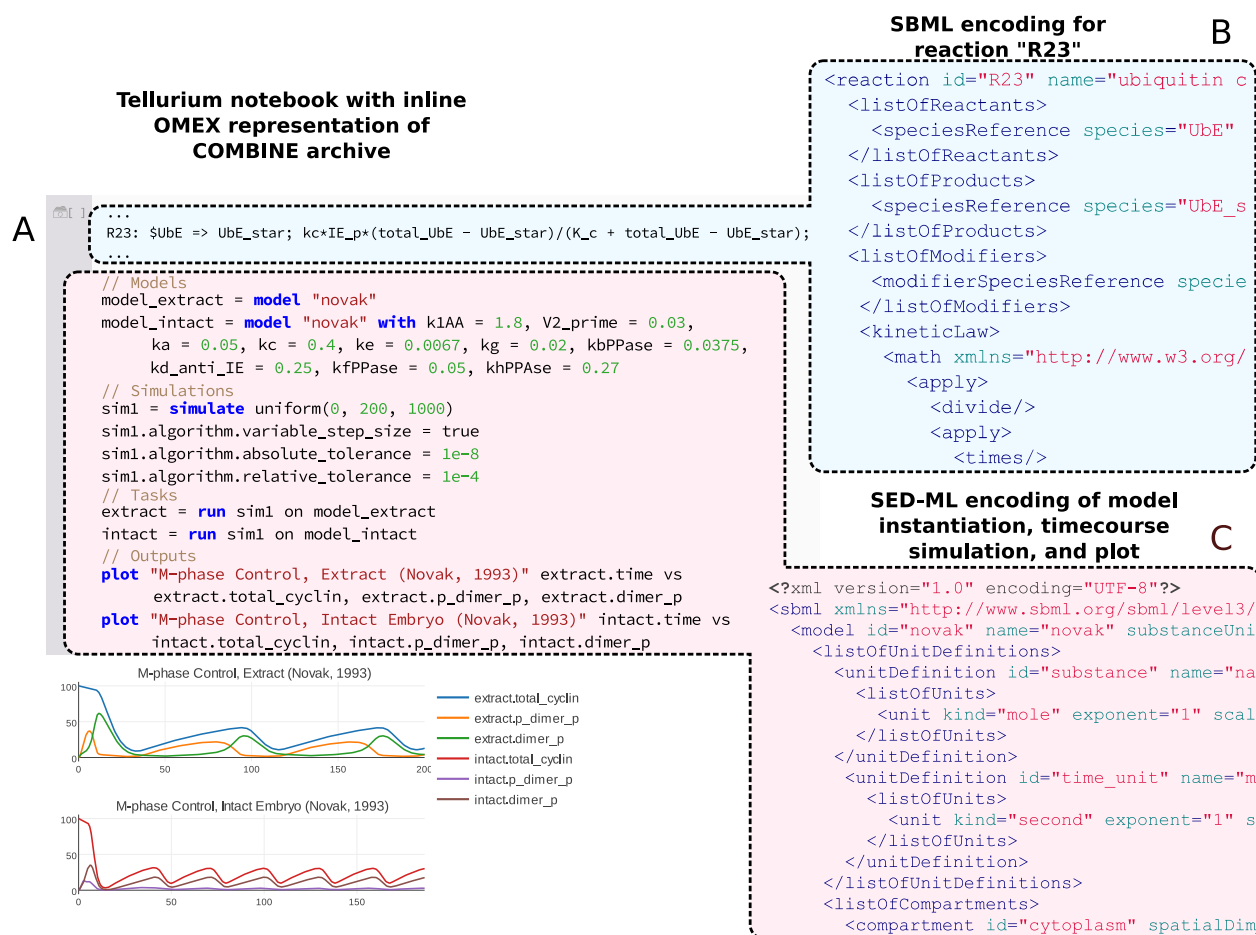 Tellurium notebook with inline
OMEX representation of
COMBINE archive
A
[ ]
...
R23: $UbE => UbE_star; kc*IE_p*(total_UbE - UbE_star)/(K_c + total_UbE - UbE_star);
...
// Models
model_extract = model "novak"
model_intact = model "novak" with k1AA = 1.8, V2_prime = 0.03,
ka = 0.05, kc = 0.4, ke = 0.0067, kg = 0.02, kbPPase = 0.0375,
kd_anti_IE = 0.25, kfPPase = 0.05, khPPAse = 0.27
// Simulations
sim1 = simulate uniform(0, 200, 1000)
sim1.algorithm.variable_step_size = true
sim1.algorithm.absolute_tolerance = 1e-8
sim1.algorithm.relative_tolerance = 1e-4
// Tasks
extract = run sim1 on model_extract
intact = run sim1 on model_intact
// Outputs
plot "M-phase Control, Extract (Novak, 1993)" extract.time vs
extract.total_cyclin, extract.p_dimer_p, extract.dimer_p
plot "M-phase Control, Intact Embryo (Novak, 1993)" intact.time vs
intact.total_cyclin, intact.p_dimer_p, intact.dimer_p
M-phase Control, Extract (Novak, 1993)
100
50
0
0 50 100 150 200
extract.total_cyclin
extract.p_dimer_p
extract.dimer_p
intact.total_cyclin
intact.p_dimer_p
intact.dimer_p
M-phase Control, Intact Embryo (Novak, 1993)
100
50
0
0 50 100 150
SBML encoding for
reaction "R23"
B
<reaction id="R23" name="ubiquitin c
<listOfReactants>
<speciesReference species="UbE"
</listOfReactants>
<listOfProducts>
<speciesReference species="UbE_s
</listOfProducts>
<listOfModifiers>
<modifierSpeciesReference specie
</listOfModifiers>
<kineticLaw>
<math xmlns="http://www.w3.org/
<apply>
<divide/>
<apply>
<times/>
SED-ML encoding of model
instantiation, timecourse
simulation, and plot
C
<?xml version="1.0" encoding="UTF-8"?>
<sbml xmlns="http://www.sbml.org/sbml/level3/
<model id="novak" name="novak" substanceUni
<listOfUnitDefinitions>
<unitDefinition id="substance" name="na
<listOfUnits>
<unit kind="mole" exponent="1" scal
</listOfUnits>
</unitDefinition>
<unitDefinition id="time_unit" name="m
<listOfUnits>
<unit kind="second" exponent="1" s
</listOfUnits>
</unitDefinition>
</listOfUnitDefinitions>
<listOfCompartments>
<compartment id="cytoplasm" spatialDim